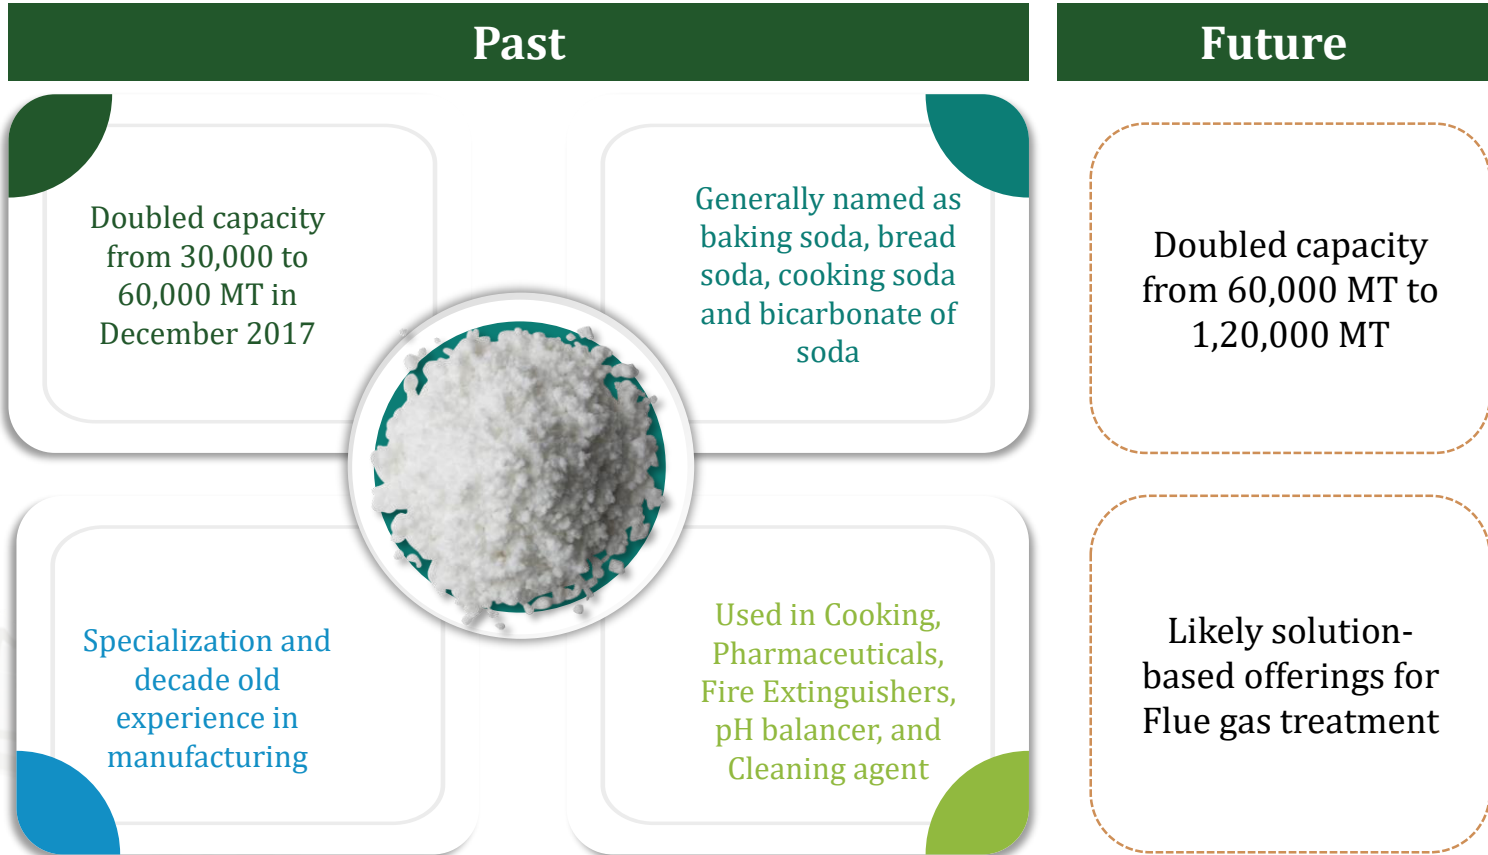 Past
Doubled capacity
from 30,000 to
60,000 MT in
December 2017
Generally named as
baking soda, bread
soda, cooking soda
and bicarbonate of
soda
Specialization and
decade old
experience in
manufacturing
Used in Cooking,
Pharmaceuticals,
Fire Extinguishers,
pH balancer, and
Cleaning agent
Future
Doubled capacity
from 60,000 MT to
1,20,000 MT
Likely solution-
based offerings for
Flue gas treatment